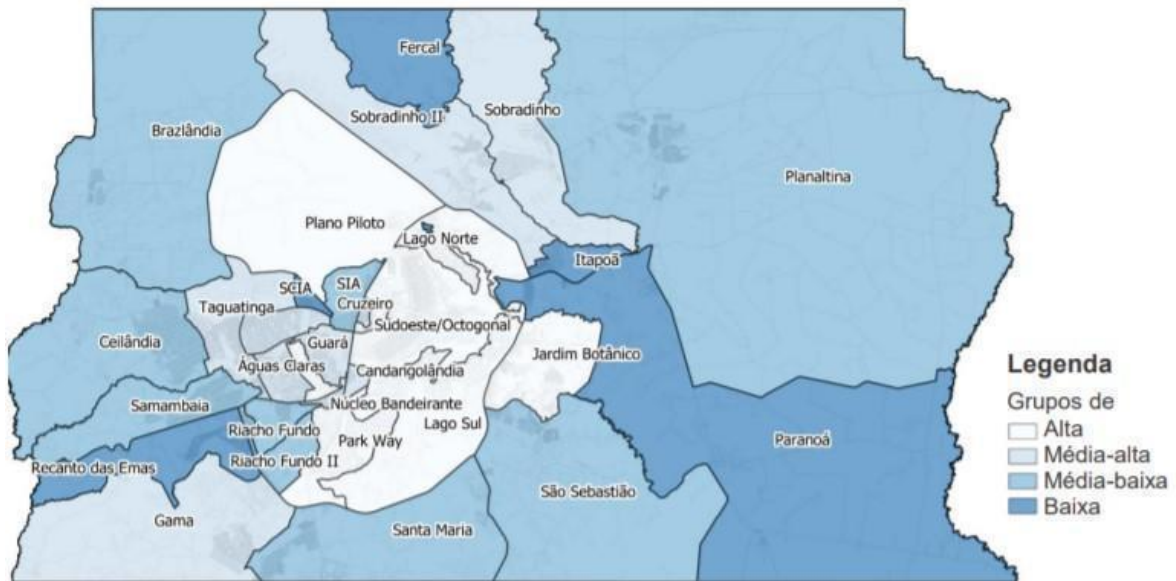 Fercal
Sobradinho II
Sobradinho
Brazlândia
Planaltina
Plano Piloto
Lago Norte
Itapoã
SCIA
SIA
Taguatinga
Cruzeiro
Sudoeste/Octogonal
Ceilândia
Guará
Jardim Botânico
Águas Claras
Candangolândia
Samambaia
Núcleo Bandeirante
Riacho Fundo
Lago Sul
Park Way
Paranoá
Recanto das Emas
Riacho Fundo II
São Sebastião
Gama
Santa Maria
Legenda
Grupos de
Alta
Média-alta
Média-baixa
Baixa